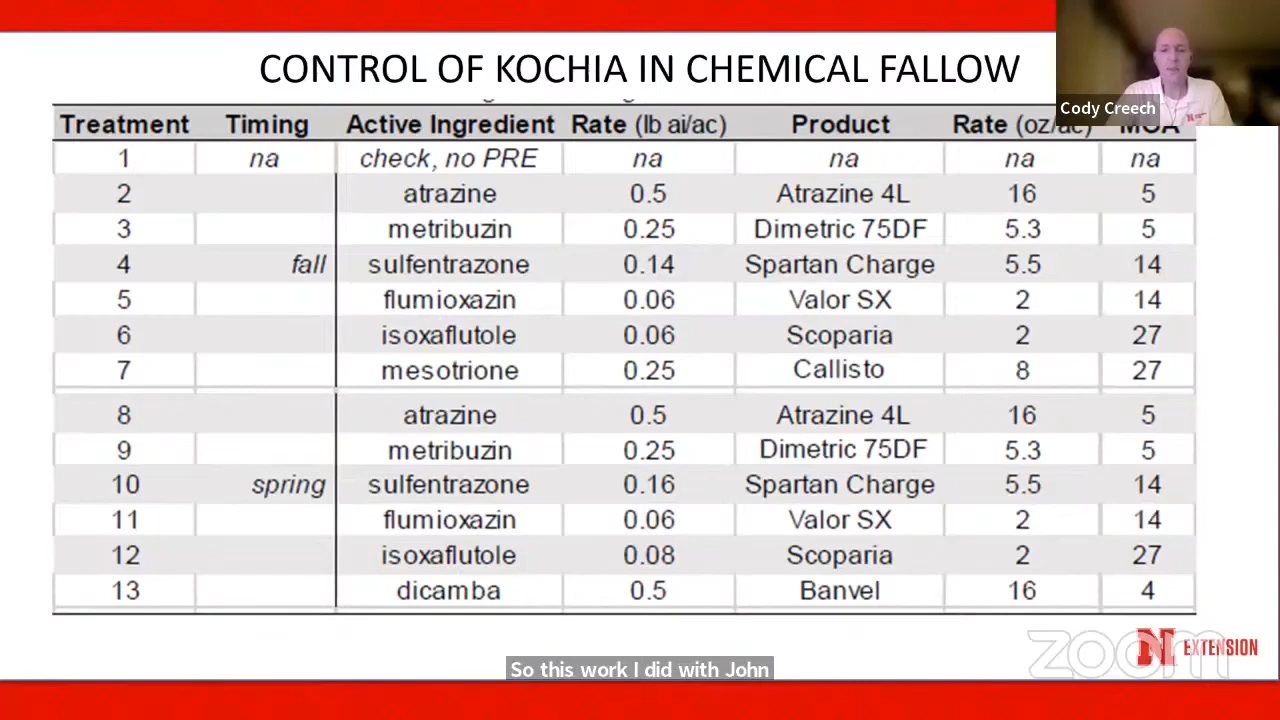 CONTROL OF KOCHIA IN CHEMICAL FALLOW
Cody Creech
Treatment Timing Active Ingredient Rate (lb ai/ac) Product Rate (oz/ac) MOA
1 na check, no PRE na na na na
2 atrazine 0.5 Atrazine 4L 16 5
3 metribuzin 0.25 Dimetric 75DF 5.3 5
4 fall sulfentrazone 0.14 Spartan Charge 5.5 14
5 flumioxazin 0.06 Valor SX 2 14
6 isoxaflutole 0.06 Scoparia 2 27
7 mesotrione 0.25 Callisto 8 27
8 atrazine 0.5 Atrazine 4L 16 5
9 metribuzin 0.25 Dimetric 75DF 5.3 5
10 spring sulfentrazone 0.16 Spartan Charge 5.5 14
11 flumioxazin 0.06 Valor SX 2 14
12 isoxaflutole 0.08 Scoparia 2 27
13 dicamba 0.5 Banvel 16 4
zoom N EXTENSION
So this work I did with John